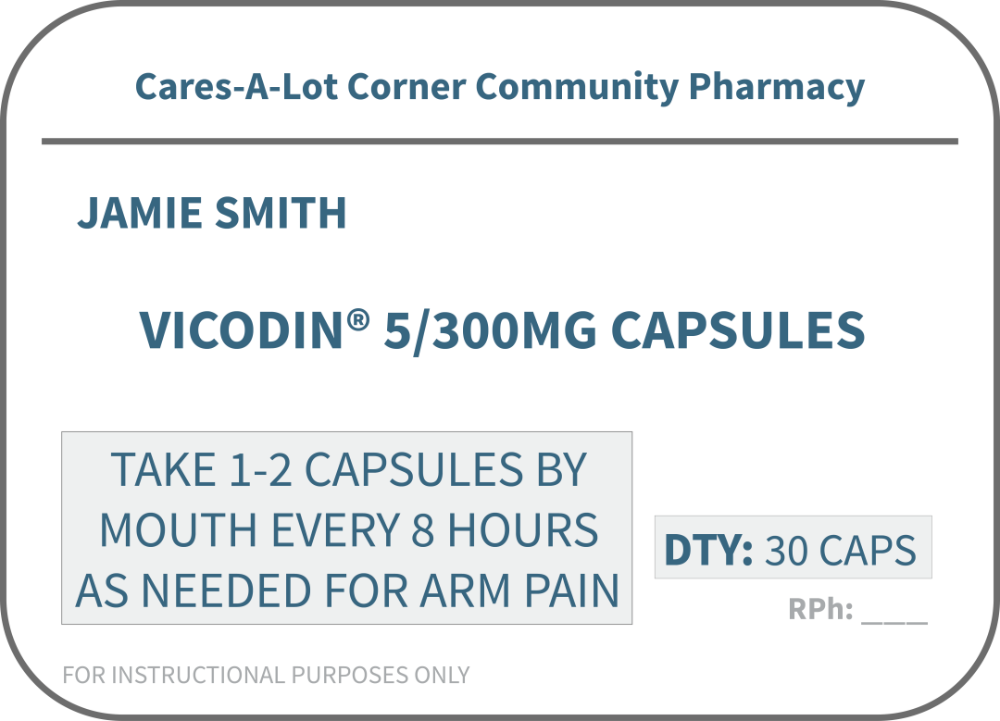 Cares-A-Lot Corner Community Pharmacy
JAMIE SMITH
VICODIN® 5/300MG CAPSULES
TAKE 1-2 CAPSULES BY
MOUTH EVERY 8 HOURS
AS NEEDED FOR ARM PAIN
DTY: 30 CAPS
RPh: ___
FOR INSTRUCTIONAL PURPOSES ONLY